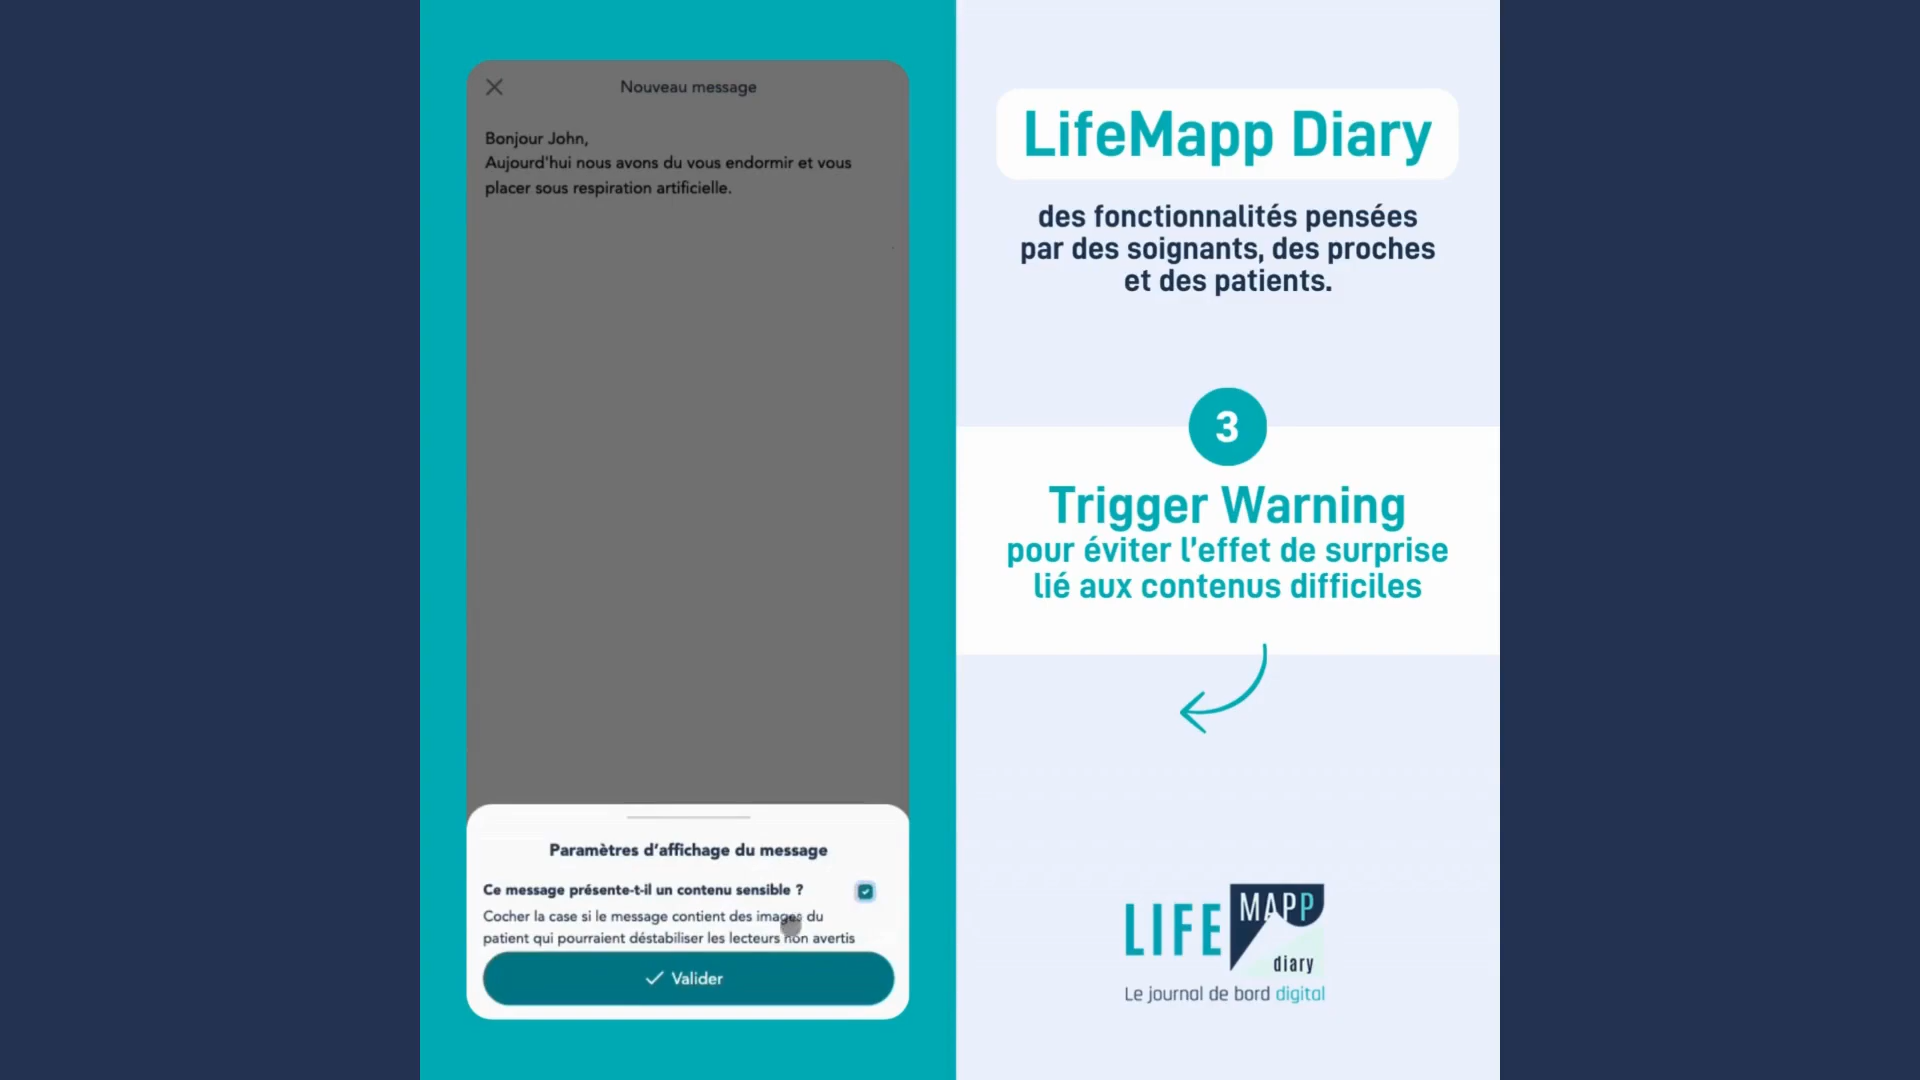 Nouveau message
Bonjour John,
Aujourd'hui nous avons du vous endormir et vous
placer sous respiration artificielle.
Paramètres d'affichage du message
Ce message présente-t-il un contenu sensible ?
Cocher la case si le message contient des images du
patient qui pourraient déstabiliser les lecteurs non avertis
Valider
LifeMapp Diary
des fonctionnalités pensées
par des soignants, des proches
et des patients.
3
Trigger Warning
pour éviter l'effet de surprise
lié aux contenus difficiles
LIFE MAPP
diary
Le journal de bord digital